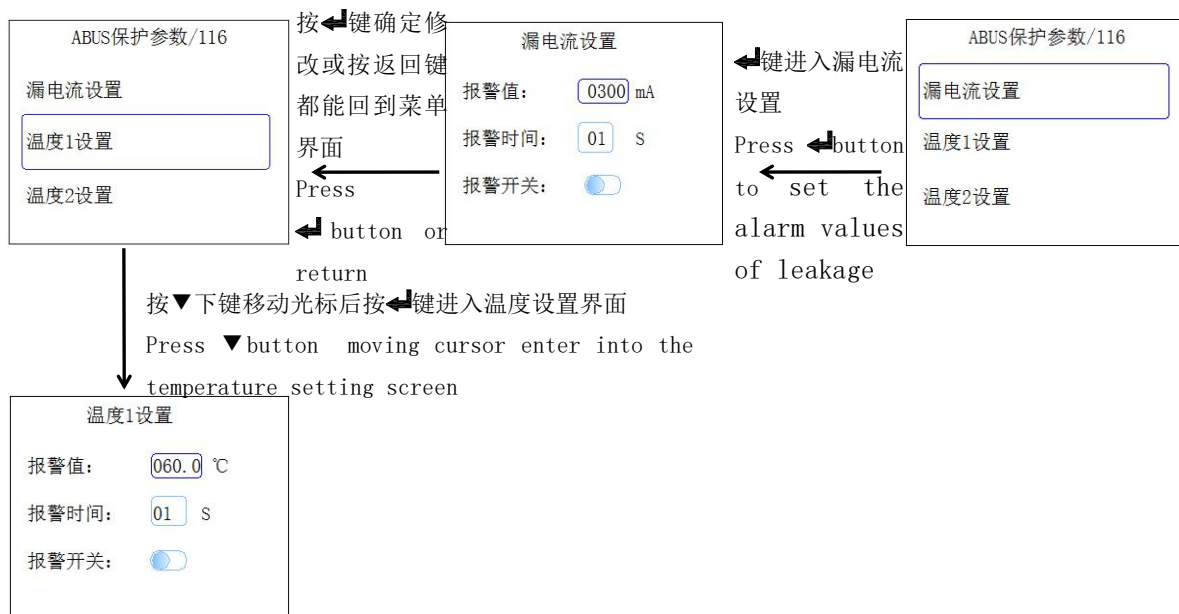 ABUS保护参数/116
漏电流设置
温度1设置
温度2设置
按键确定修
改或按返回键
都能回到菜单
界面
Press
button or
return
漏电流设置
报警值： 0300 mA
报警时间： 01 S
报警开关：
键进入漏电流
设置
Press button
to set the
alarm values
of leakage
ABUS保护参数/116
漏电流设置
温度1设置
温度2设置
按▼下键移动光标后按键进入温度设置界面
Press ▼button moving cursor enter into the
temperature setting screen
温度1设置
报警值： 060.0 ℃
报警时间： 01 S
报警开关：